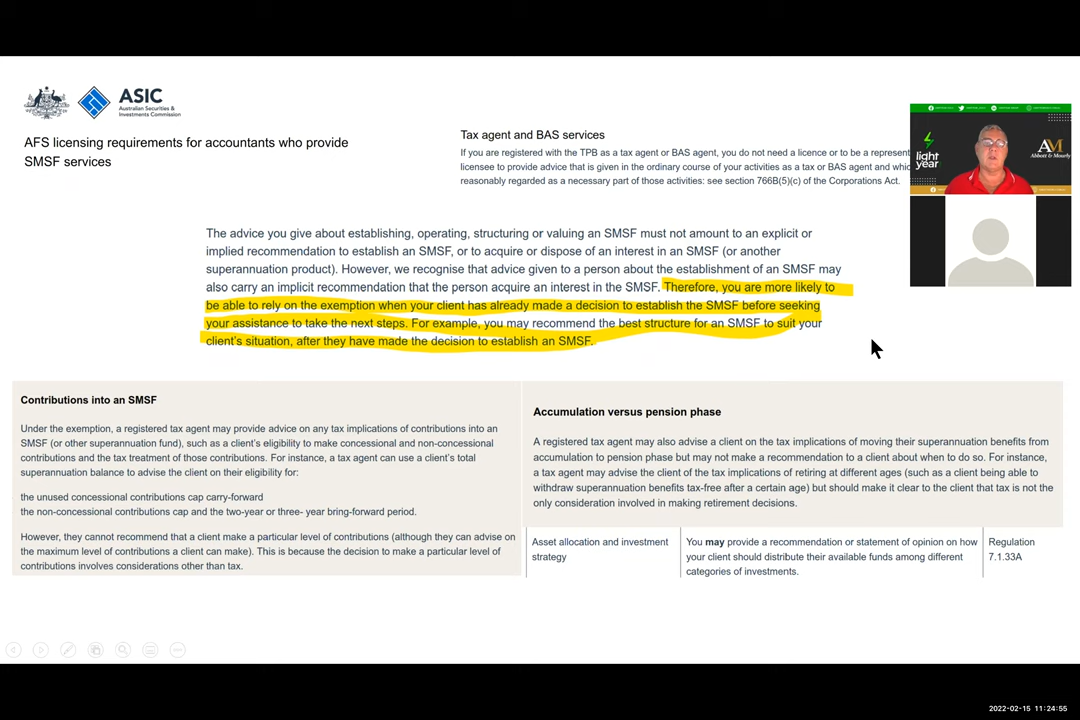 ASIC
Australian Securities &
Investments Commission
AFS licensing requirements for accountants who provide
SMSF services
Tax agent and BAS services
If you are registered with the TPB as a tax agent or BAS agent, you do not need a licence or to be a represent
licensee to provide advice that is given in the ordinary course of your activities as a tax or BAS agent and whic
reasonably regarded as a necessary part of those activities: see section 766B(5)(c) of the Corporations Act.
light
year
AM
Abbott & Mourly
The advice you give about establishing, operating, structuring or valuing an SMSF must not amount to an explicit or
implied recommendation to establish an SMSF, or to acquire or dispose of an interest in an SMSF (or another
superannuation product). However, we recognise that advice given to a person about the establishment of an SMSF may
also carry an implicit recommendation that the person acquire an interest in the SMSF. Therefore, you are more likely to
be able to rely on the exemption when your client has already made a decision to establish the SMSF before seeking
your assistance to take the next steps. For example, you may recommend the best structure for an SMSF to suit your
client's situation, after they have made the decision to establish an SMSF.
Contributions into an SMSF
Under the exemption, a registered tax agent may provide advice on any tax implications of contributions into an
SMSF (or other superannuation fund), such as a client's eligibility to make concessional and non-concessional
contributions and the tax treatment of those contributions. For instance, a tax agent can use a client's total
superannuation balance to advise the client on their eligibility for:
the unused concessional contributions cap carry-forward
the non-concessional contributions cap and the two-year or three- year bring-forward period.
However, they cannot recommend that a client make a particular level of contributions (although they can advise on
the maximum level of contributions a client can make). This is because the decision to make a particular level of
contributions involves considerations other than tax.
Accumulation versus pension phase
A registered tax agent may also advise a client on the tax implications of moving their superannuation benefits from
accumulation to pension phase but may not make a recommendation to a client about when to do so. For instance,
a tax agent may advise the client of the tax implications of retiring at different ages (such as a client being able to
withdraw superannuation benefits tax-free after a certain age) but should make it clear to the client that tax is not the
only consideration involved in making retirement decisions.
Asset allocation and investment
strategy
You may provide a recommendation or statement of opinion on how
your client should distribute their available funds among different
categories of investments.
Regulation
7.1.33A
2022-02-15 11:24:55